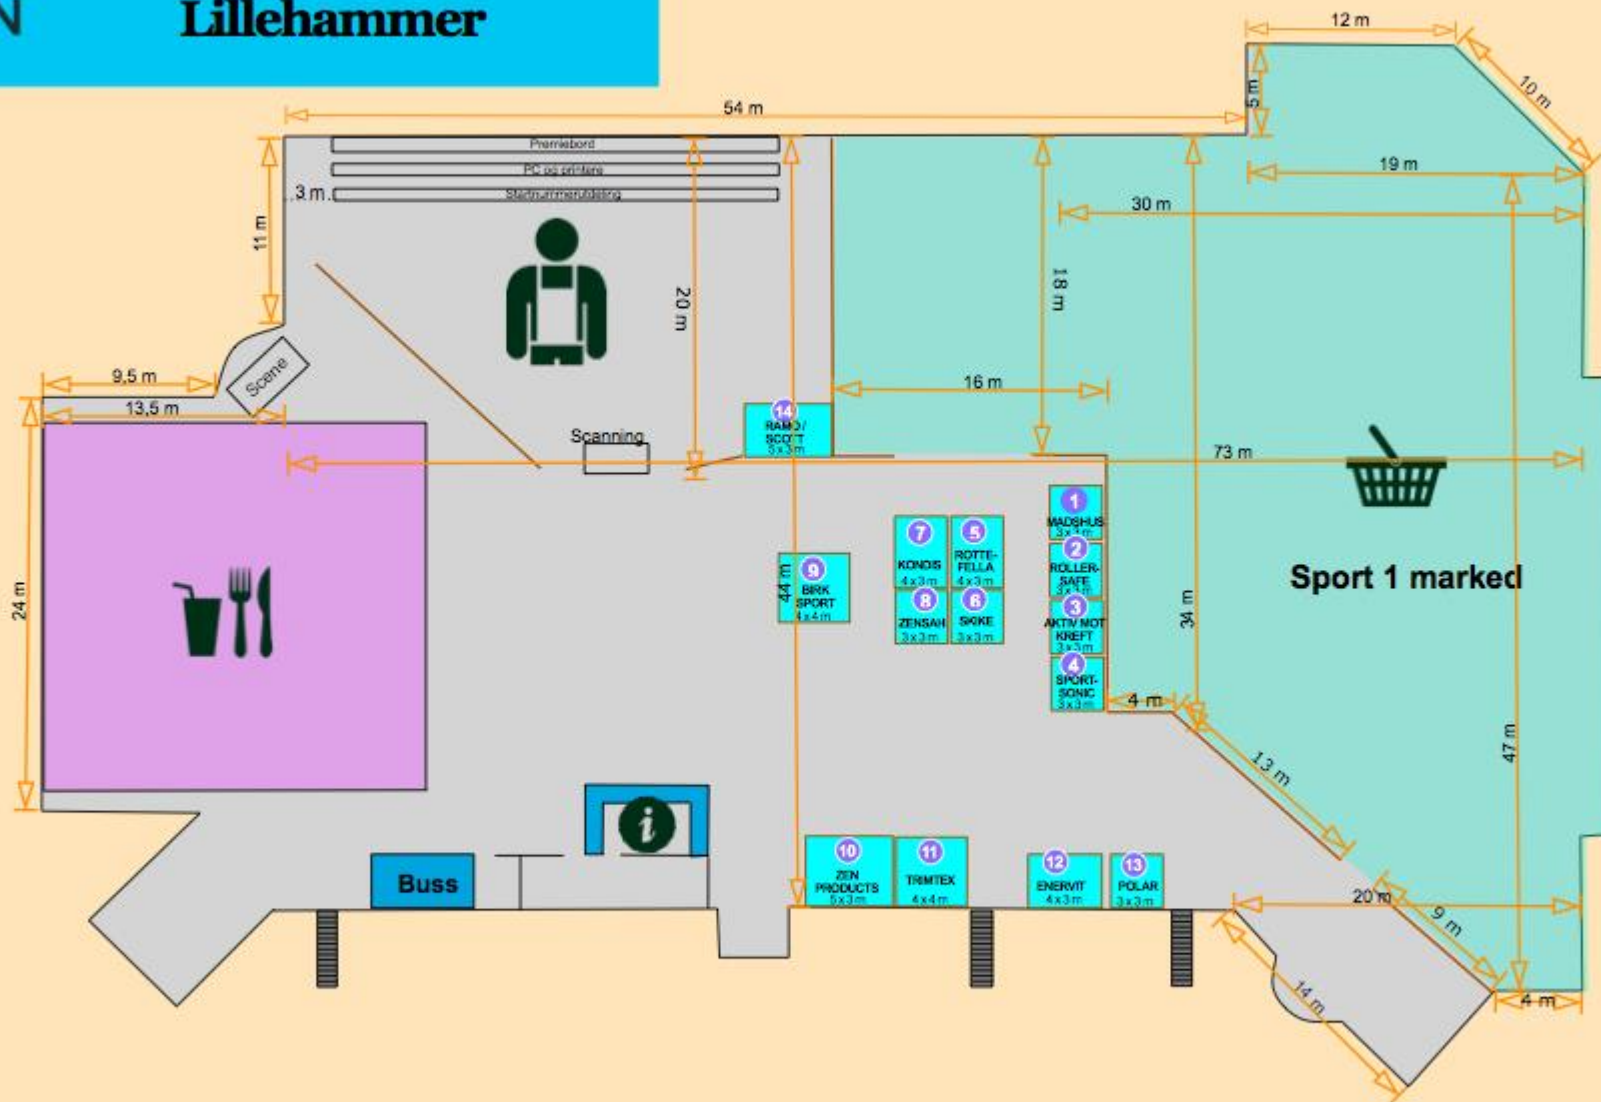 N
Lillehammer
12 m
10 m
5 m
54 m
19 m
30 m
Premiebord
PC og printere
Startnummerutdeling
3 m
11 m
20 m
18 m
9,5 m
13,5 m
Scene
16 m
Scanning
14
RAMO /
SCOTT
5x3m
73 m
24 m
44 m
34 m
47 m
1
MADSHUS
3x3m
2
ROLLER-
SAFE
3x3m
3
AKTIV MOT
KREFT
3x3m
4
SPORT-
SONIC
3x3m
7
KONDIS
4x3m
5
ROTTE-
FELLA
4x3m
8
ZENSAH
3x3m
6
SKIKE
3x3m
9
BIRK
SPORT
4x4m
Sport 1 marked
4 m
13 m
i
Buss
10
ZEN
PRODUCTS
5x3m
11
TRIMTEX
4x4m
12
ENERVIT
4x3m
13
POLAR
3x3m
20 m
9 m
14 m
4 m